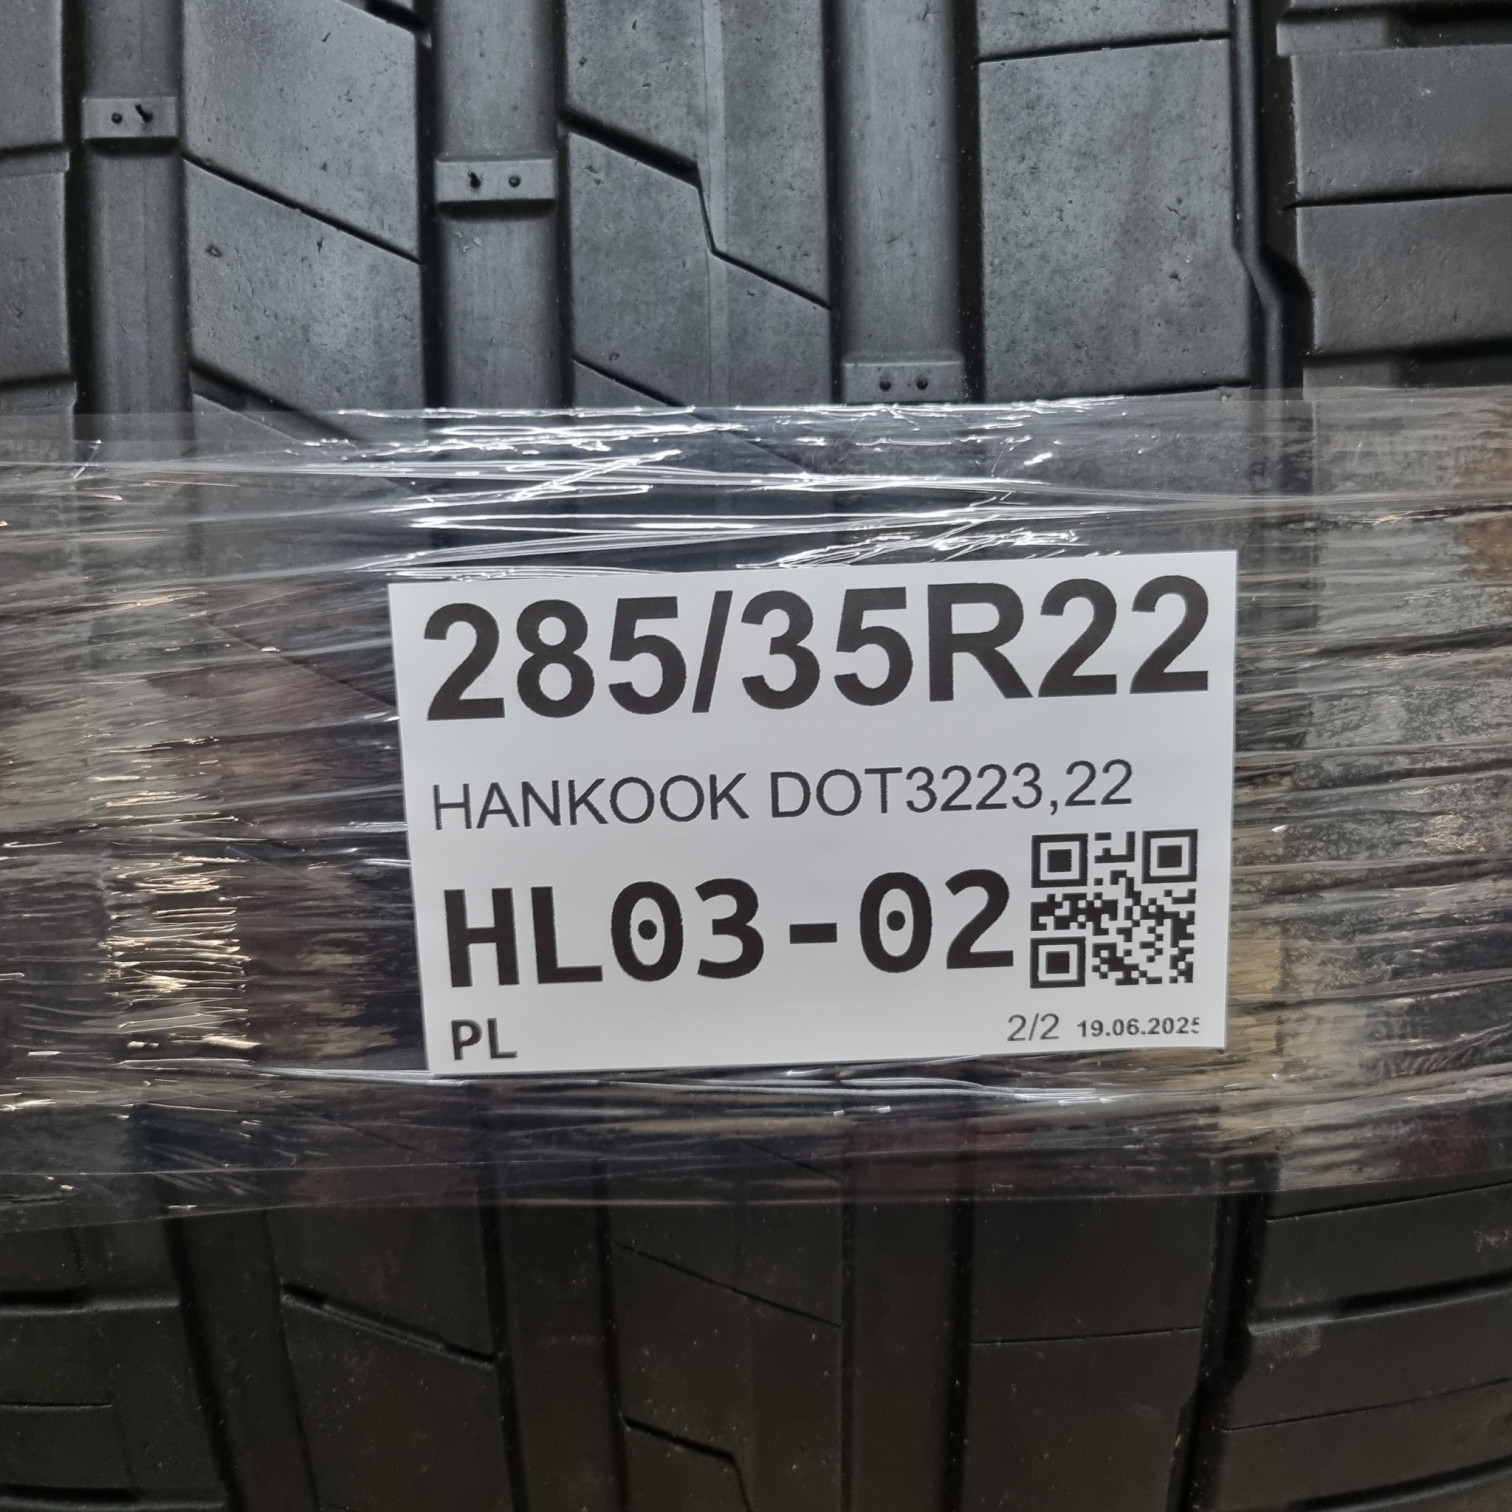 285/35R22
HANKOOK DOT3223,22
HL03-02
PL
2/2 19.06.2025